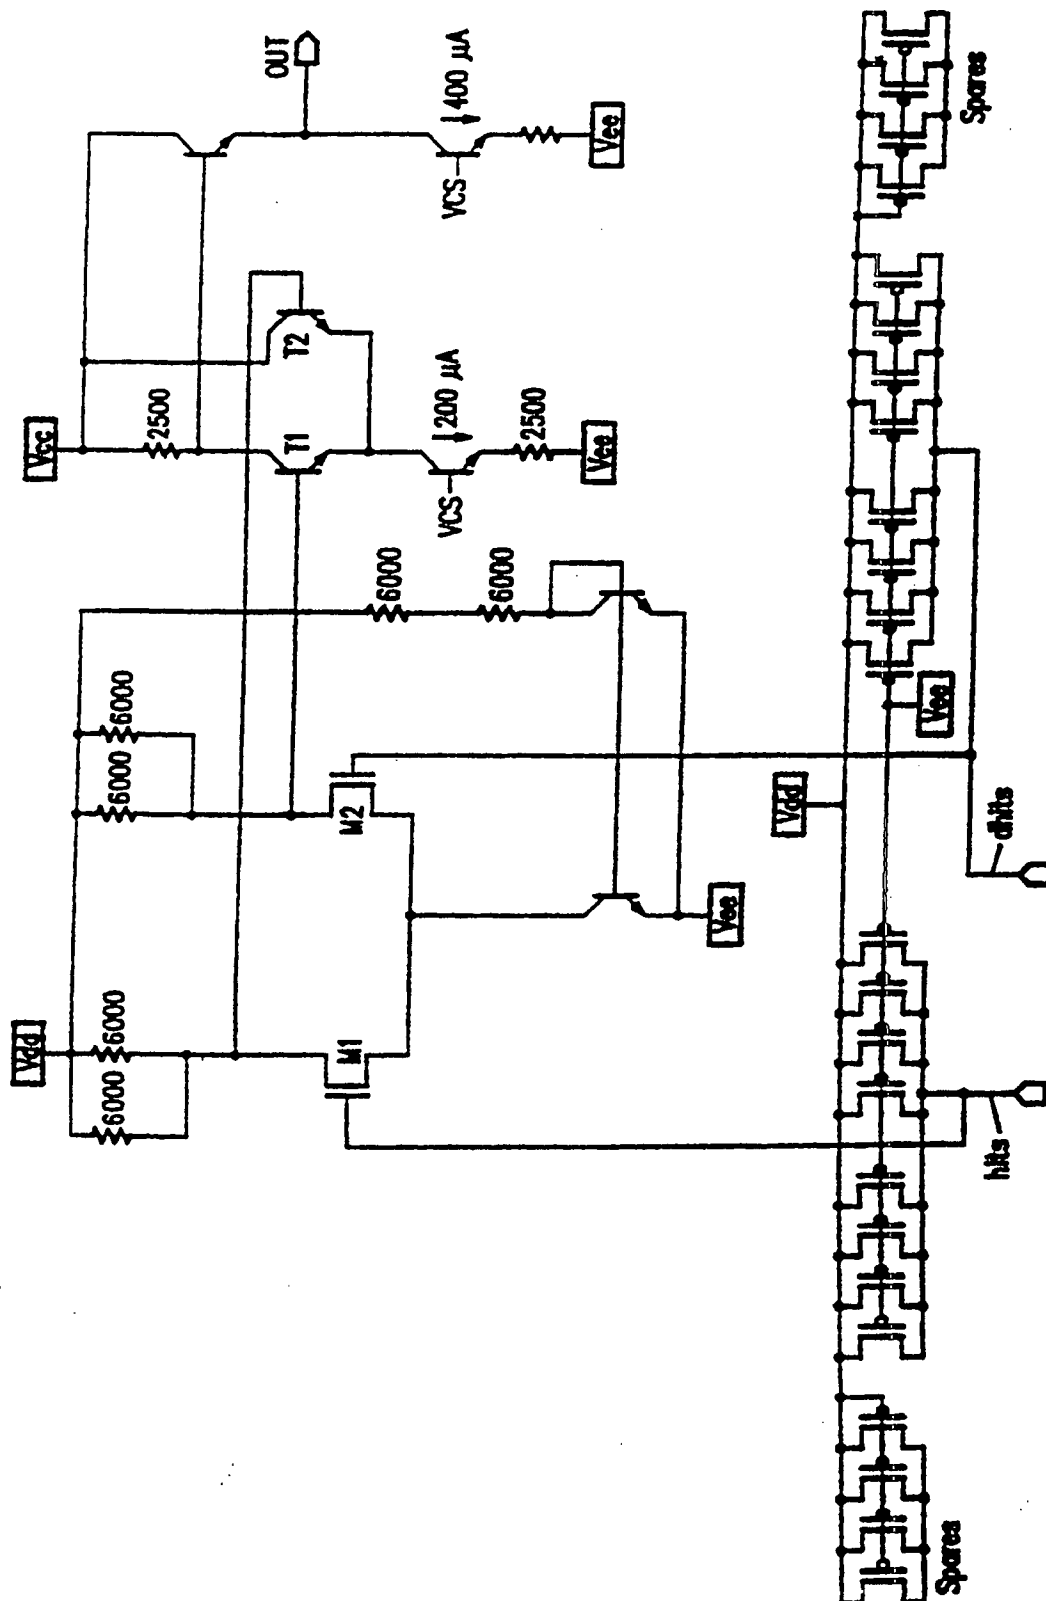 Vdd
Vcc
6000
6000
6000
6000
2500
OUT
T1
T2
M1
M2
6000
6000
VCS
200 μA
VCS
400 μA
2500
Vee
Vee
Vee
Vdd
Vee
Spares
hits
dhits
Spares